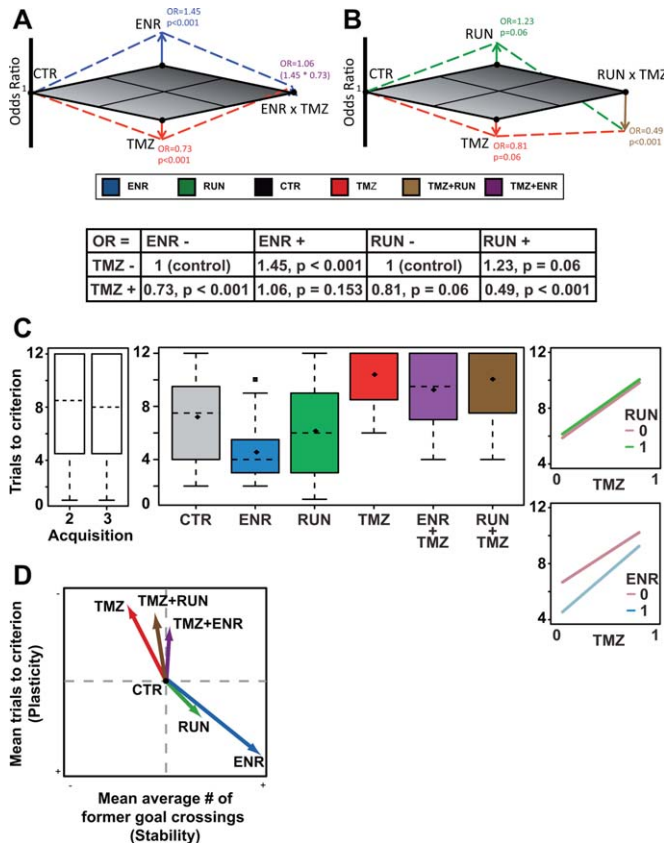 A
B
ENR
OR=1.45
p<0.001
RUN
OR=1.23
p=0.06
OR=1.06
(1.45 * 0.73)
Odds Ratio
1
CTR
ENR x TMZ
TMZ
OR=0.73
p<0.001
Odds Ratio
1
CTR
RUN x TMZ
TMZ
OR=0.81
p=0.06
OR=0.49
p<0.001
ENR RUN CTR TMZ TMZ+RUN TMZ+ENR
OR = ENR - ENR + RUN - RUN +
TMZ - 1 (control) 1.45, p < 0.001 1 (control) 1.23, p = 0.06
TMZ + 0.73, p < 0.001 1.06, p = 0.153 0.81, p = 0.06 0.49, p < 0.001
C
Trials to criterion
12
8
4
0
2 3
Acquisition
12
8
4
0
CTR ENR RUN TMZ ENR + TMZ RUN + TMZ
12
8
4
RUN
0
1
0 1
TMZ
12
8
4
ENR
0
1
0 1
TMZ
D
Mean trials to criterion
(Plasticity)
-
+
TMZ
TMZ+RUN
TMZ+ENR
CTR
RUN
ENR
- +
Mean average # of
former goal crossings
(Stability)